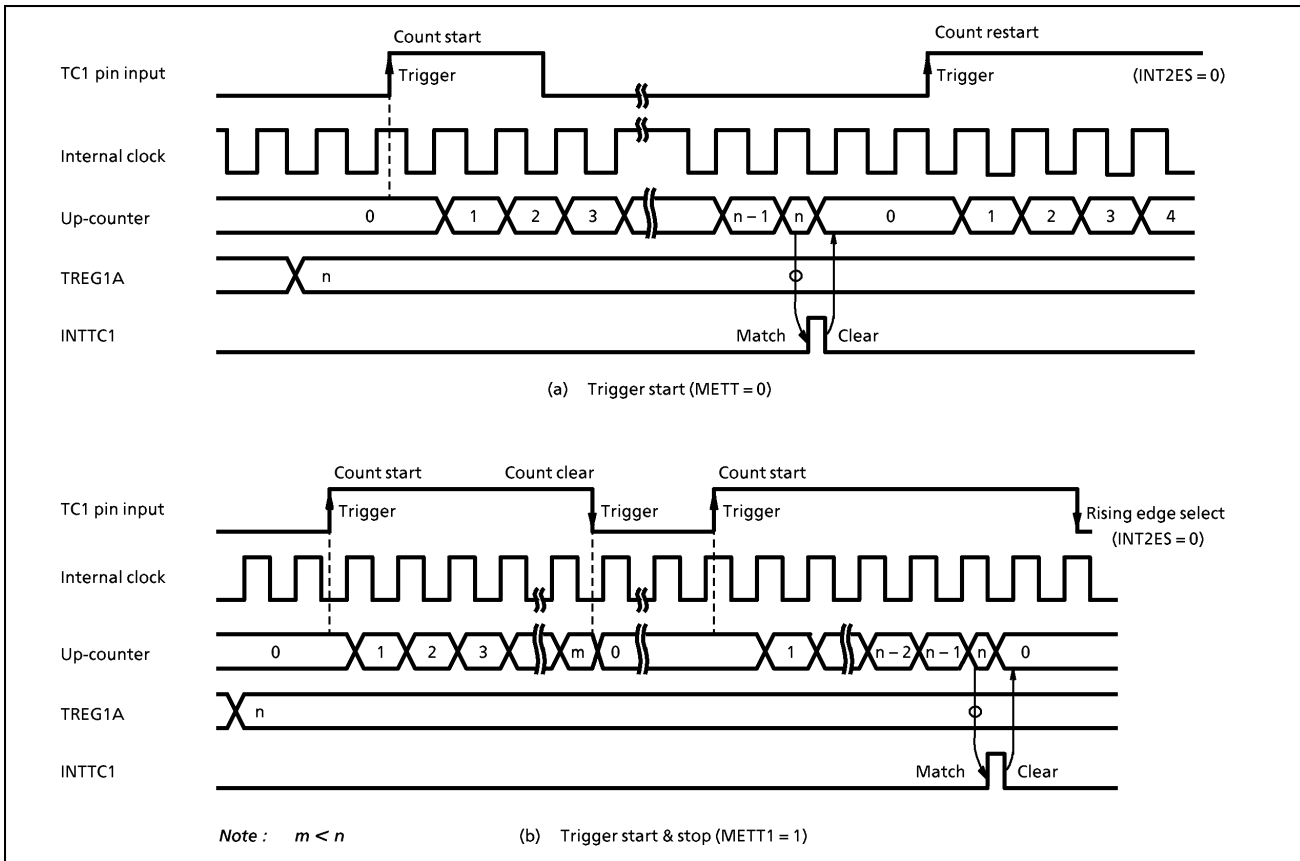 Count start
Count restart
TC1 pin input
Trigger
Trigger
(INT2ES = 0)
Internal clock
Up-counter
0 1 2 3 n – 1 n 0 1 2 3 4
TREG1A
n
INTTC1
Match
Clear
(a) Trigger start (METT = 0)
Count start
Count clear
Count start
TC1 pin input
Trigger
Trigger
Trigger
Rising edge select
(INT2ES = 0)
Internal clock
Up-counter
0 1 2 3 m 0 1 n – 2 n – 1 n 0
TREG1A
n
INTTC1
Match
Clear
Note : m < n
(b) Trigger start & stop (METT1 = 1)